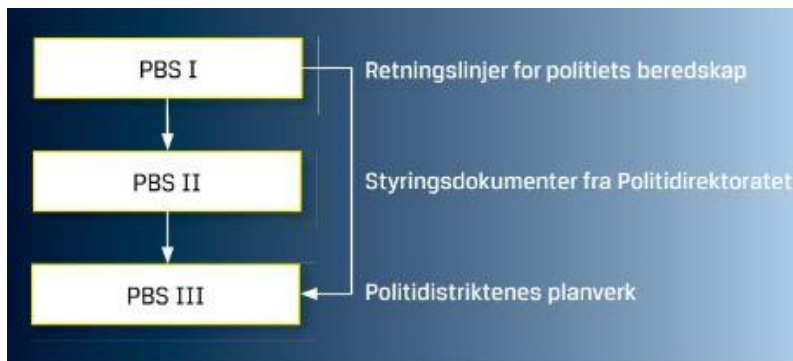 PBS I
Retningslinjer for politiets beredskap
PBS II
Styringsdokumenter fra Politidirektoratet
PBS III
Politidistriktenes planverk